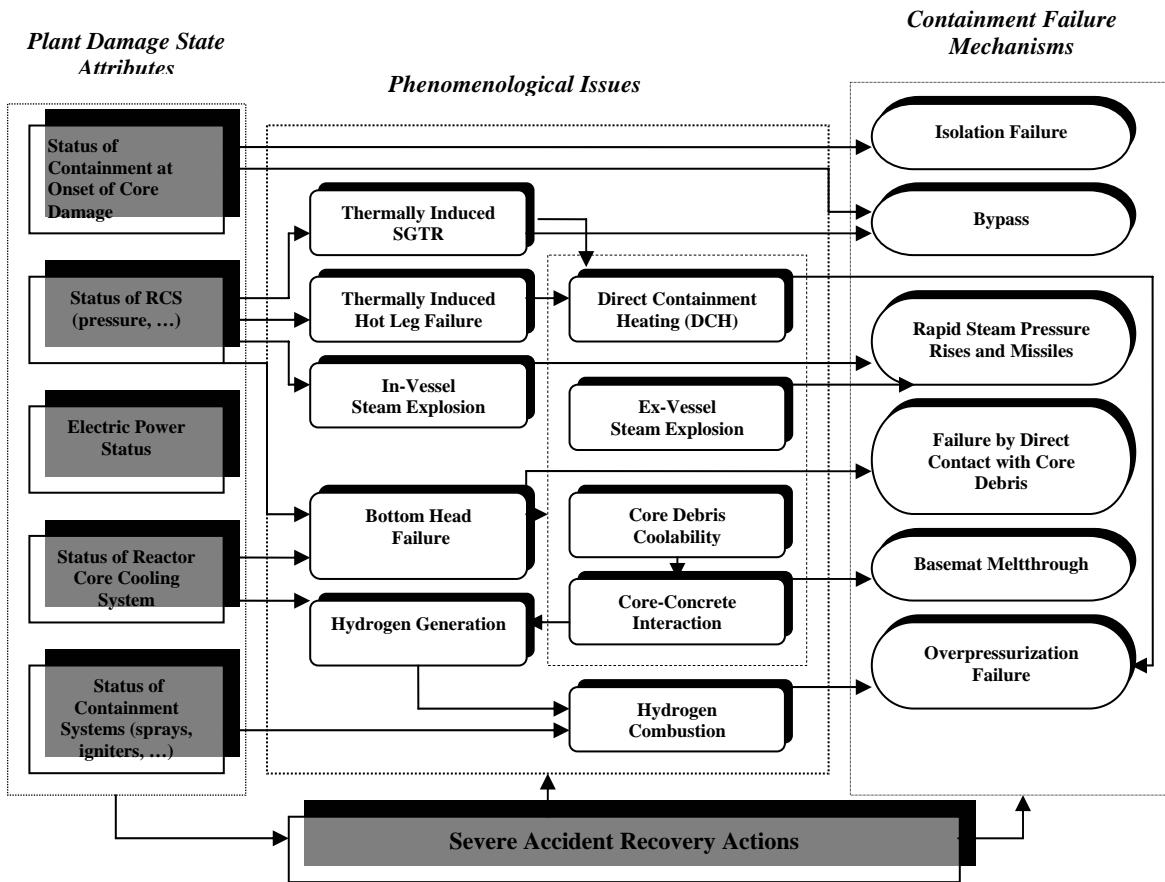 Plant Damage State
Attributes
Phenomenological Issues
Containment Failure
Mechanisms
Status of
Containment at
Onset of Core
Damage
Status of RCS
(pressure, …)
Electric Power
Status
Status of Reactor
Core Cooling
System
Status of
Containment
Systems (sprays,
igniters, …)
Thermally Induced
SGTR
Thermally Induced
Hot Leg Failure
In-Vessel
Steam Explosion
Bottom Head
Failure
Hydrogen Generation
Direct Containment
Heating (DCH)
Ex-Vessel
Steam Explosion
Core Debris
Coolability
Core-Concrete
Interaction
Hydrogen
Combustion
Isolation Failure
Bypass
Rapid Steam Pressure
Rises and Missiles
Failure by Direct
Contact with Core
Debris
Basemat Meltthrough
Overpressurization
Failure
Severe Accident Recovery Actions